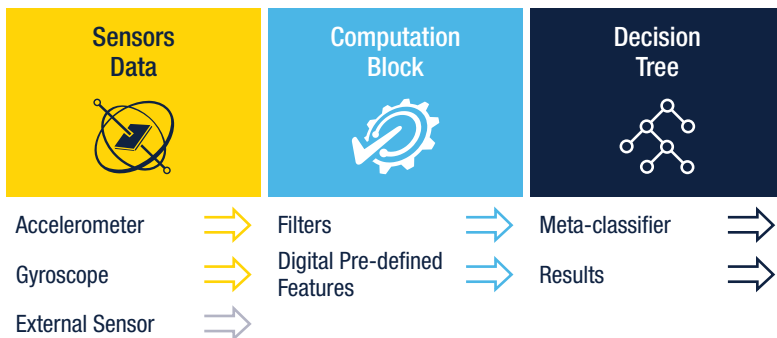 Sensors
Data
Computation
Block
Decision
Tree
Accelerometer
Filters
Meta-classifier
Gyroscope
Digital Pre-defined
Features
Results
External Sensor